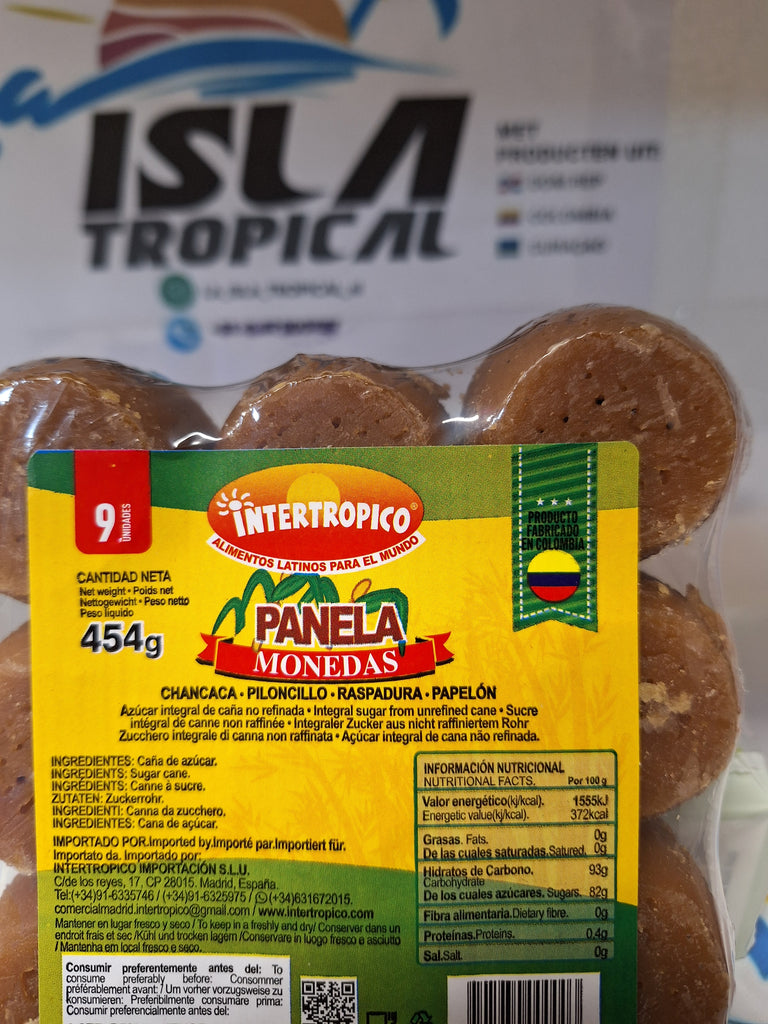 ISLA
TROPICAL
MET
PRODUCTEN UIT:
COLOMBIA
CURAÇAO
9 UNIDADES
INTERTROPICO®
ALIMENTOS LATINOS PARA EL MUNDO
PRODUCTO
FABRICADO
EN COLOMBIA
CANTIDAD NETA
Net weight • Poids net
Nettogewicht • Peso netto
Peso liquido
454g
PANELA
MONEDAS
CHANCACA • PILONCILLO • RASPADURA • PAPELÓN
Azúcar integral de caña no refinada • Integral sugar from unrefined cane • Sucre
intégral de canne non raffinée • Integraler Zucker aus nicht raffiniertem Rohr
Zucchero integrale di canna non raffinata • Açúcar integral de cana não refinada.
INGREDIENTES: Caña de azúcar.
INGREDIENTS: Sugar cane.
INGRÉDIENTS: Canne à sucre.
ZUTATEN: Zuckerrohr.
INGREDIENTI: Canna da zucchero.
INGREDIENTES: Cana de açúcar.
IMPORTADO POR.Imported by.Importé par.Importiert für.
Importato da. Importado por:
INTERTROPICO IMPORTACIÓN S.L.U.
C/de los reyes, 17, CP 28015. Madrid, España.
Tel:(+34)91-6335746 / (+34)91-6325975 / (+34)631672015.
comercialmadrid.intertropico@gmail.com / www.intertropico.com
Mantener en lugar fresco y seco / To keep in a freshly and dry/ Conserver dans un
endroit frais et sec /Kühl und trocken lagern /Conservare in luogo fresco e asciutto
/ Mantenha em local fresco e seco.
Consumir preferentemente antes del: To
consume preferably before: Consommer
préférablement avant: / Um vorher vorzugsweise zu
konsumieren: Preferibilmente consumare prima:
Consumir preferencialmente antes del:
INFORMACIÓN NUTRICIONAL
NUTRITIONAL FACTS. Por 100 g
Valor energético(kj/kcal). 1555kJ
Energetic value(kj/kcal). 372kcal
Grasas. Fats. 0g
De las cuales saturadas.Satured. 0g
Hidratos de Carbono. 93g
Carbohydrate
De los cuales azúcares. Sugars. 82g
Fibra alimentaria.Dietary fibre. 0g
Proteínas.Proteins. 0.4g
Sal.Salt. 0g